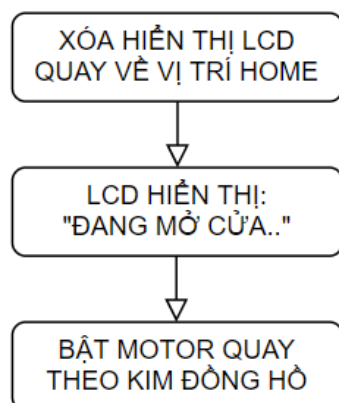 XÓA HIỂN THỊ LCD
QUAY VỀ VỊ TRÍ HOME
LCD HIỂN THỊ:
"ĐANG MỞ CỬA.."
BẬT MOTOR QUAY
THEO KIM ĐỒNG HỒ